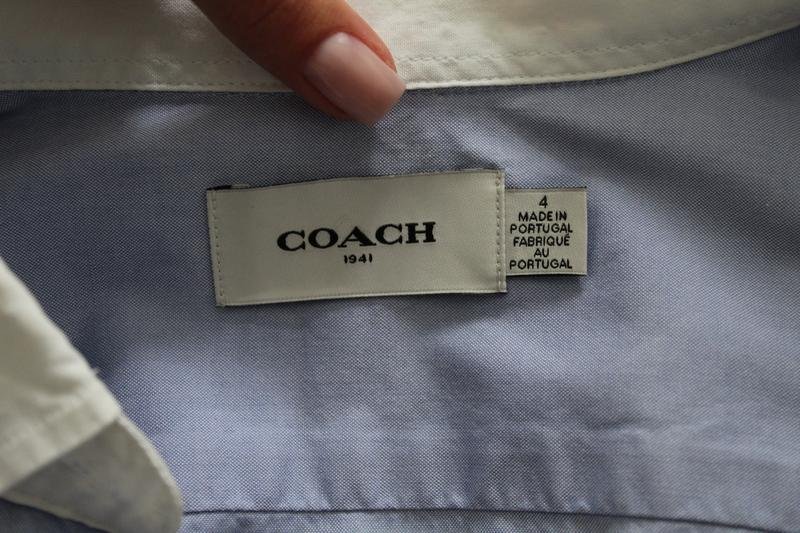 COACH
1941
4
MADE IN
PORTUGAL
FABRIQUÉ
AU
PORTUGAL